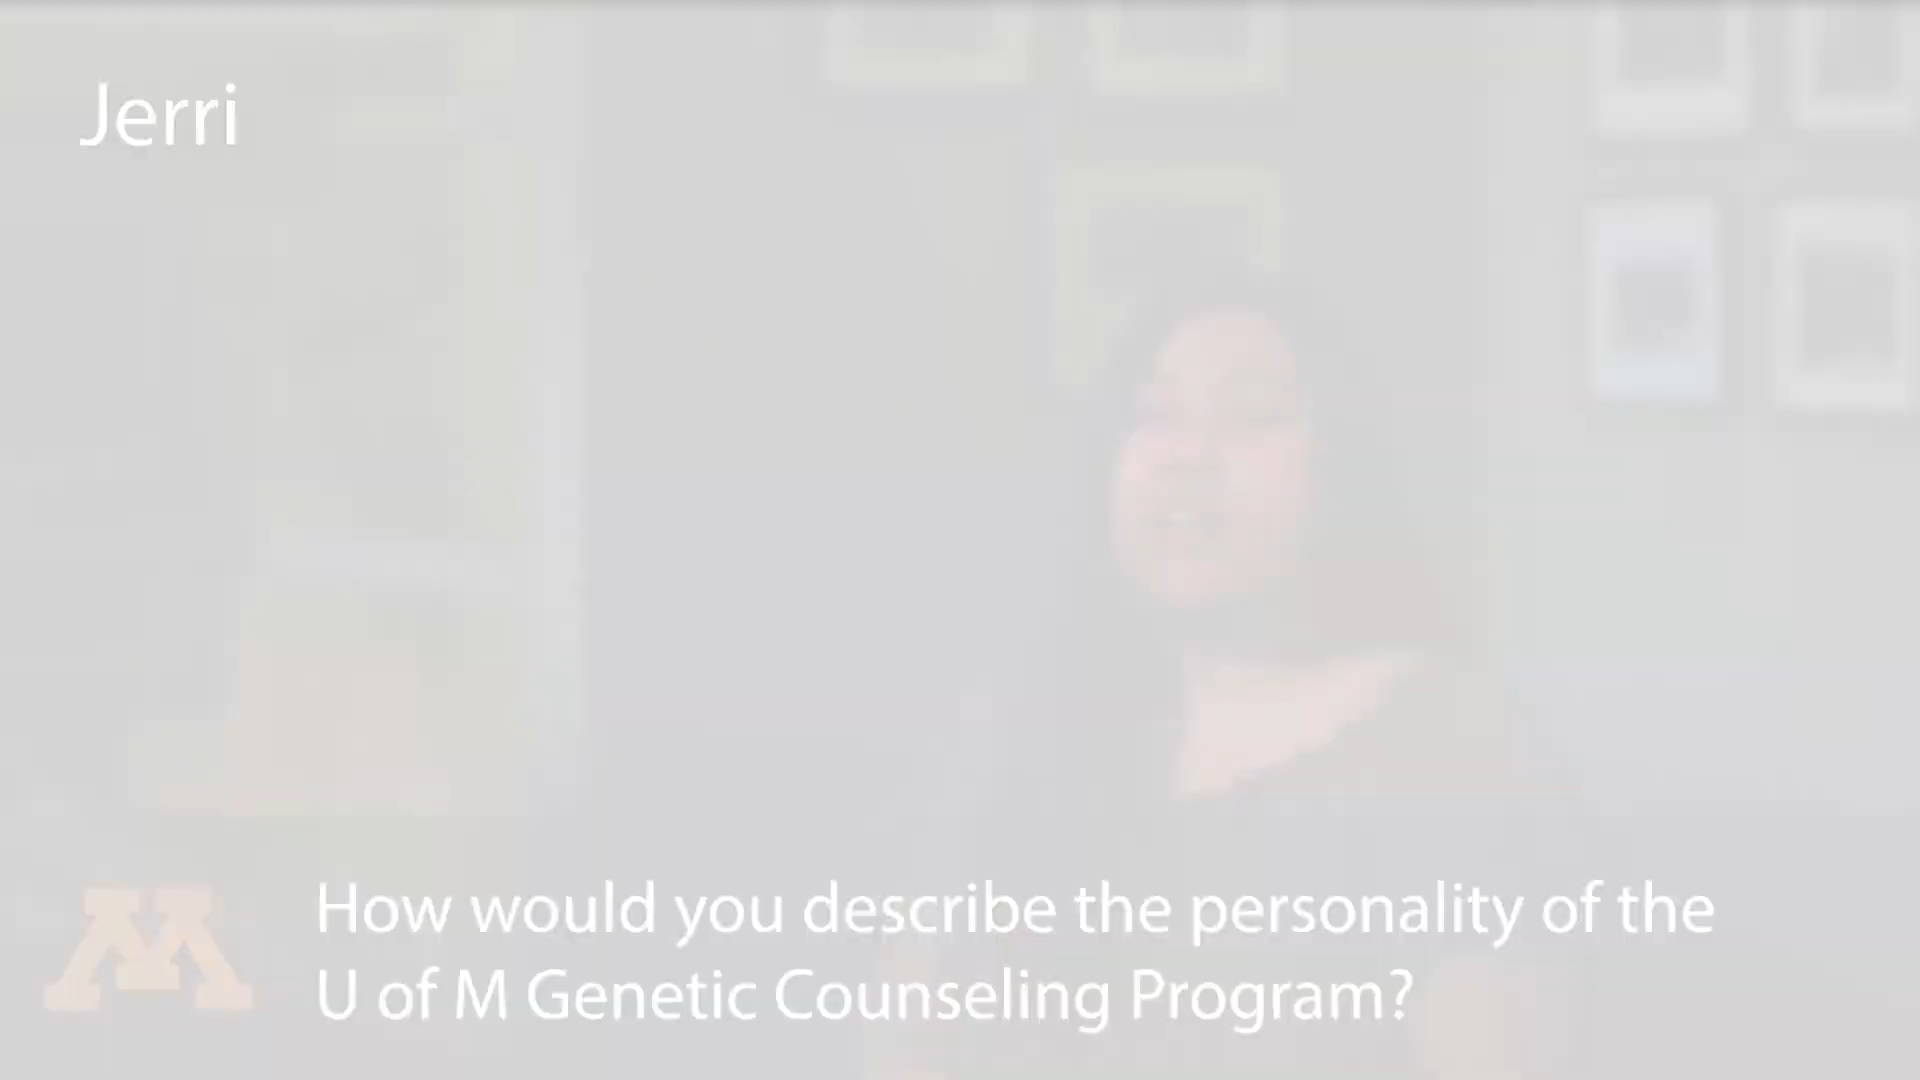 Jerri
M
How would you describe the personality of the
U of M Genetic Counseling Program?